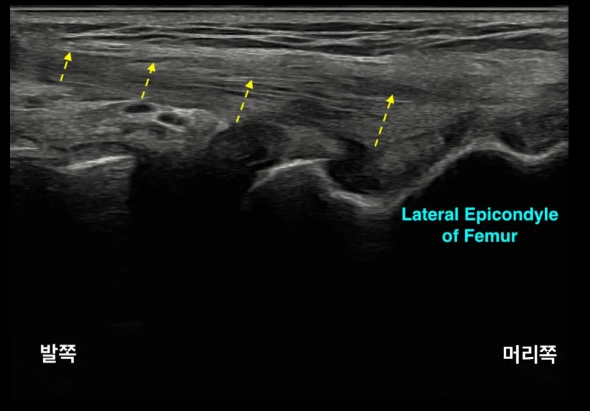 Lateral Epicondyle
of Femur
발쪽
머리쪽